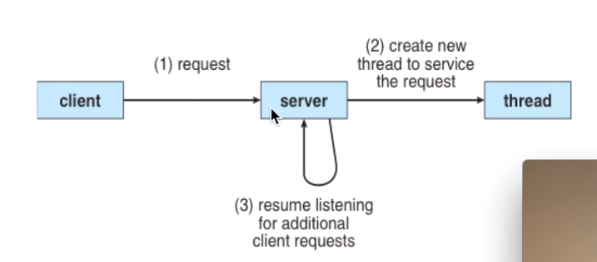 (1) request
(2) create new
thread to service
the request
client
server
thread
(3) resume listening
for additional
client requests